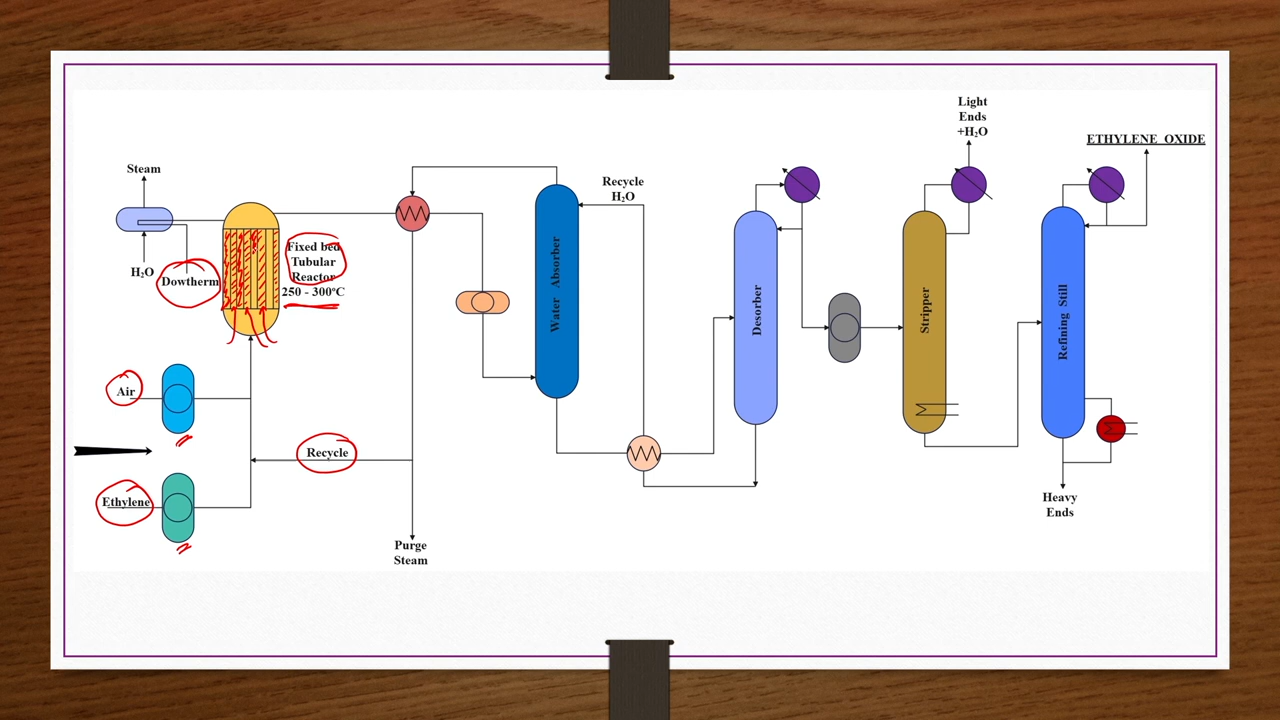 Light
Ends
+H₂O
ETHYLENE OXIDE
Steam
Recycle
H₂O
H₂O
Dowtherm
Fixed bed
Tubular
Reactor
250 - 300ºC
Water Absorber
Desorber
Stripper
Refining Still
Air
Recycle
Ethylene
Heavy
Ends
Purge
Steam